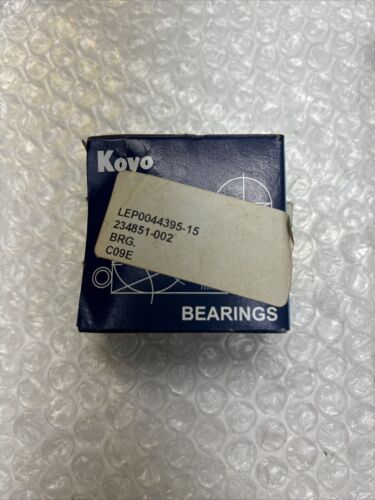 Koyo
LEP0044395-15
234851-002
BRG.
C09E
BEARINGS